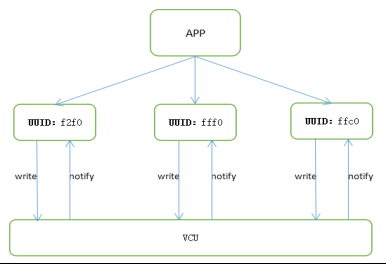 APP
UUID: f2f0
UUID: fff0
UUID: ffc0
write
notify
write
notify
write
notify
VCU